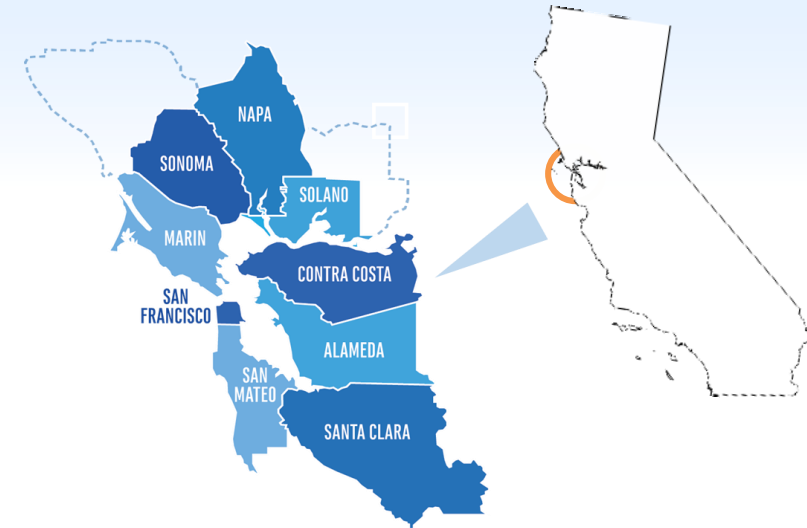 NAPA
SONOMA
SOLANO
MARIN
CONTRA COSTA
SAN
FRANCISCO
ALAMEDA
SAN
MATEO
SANTA CLARA